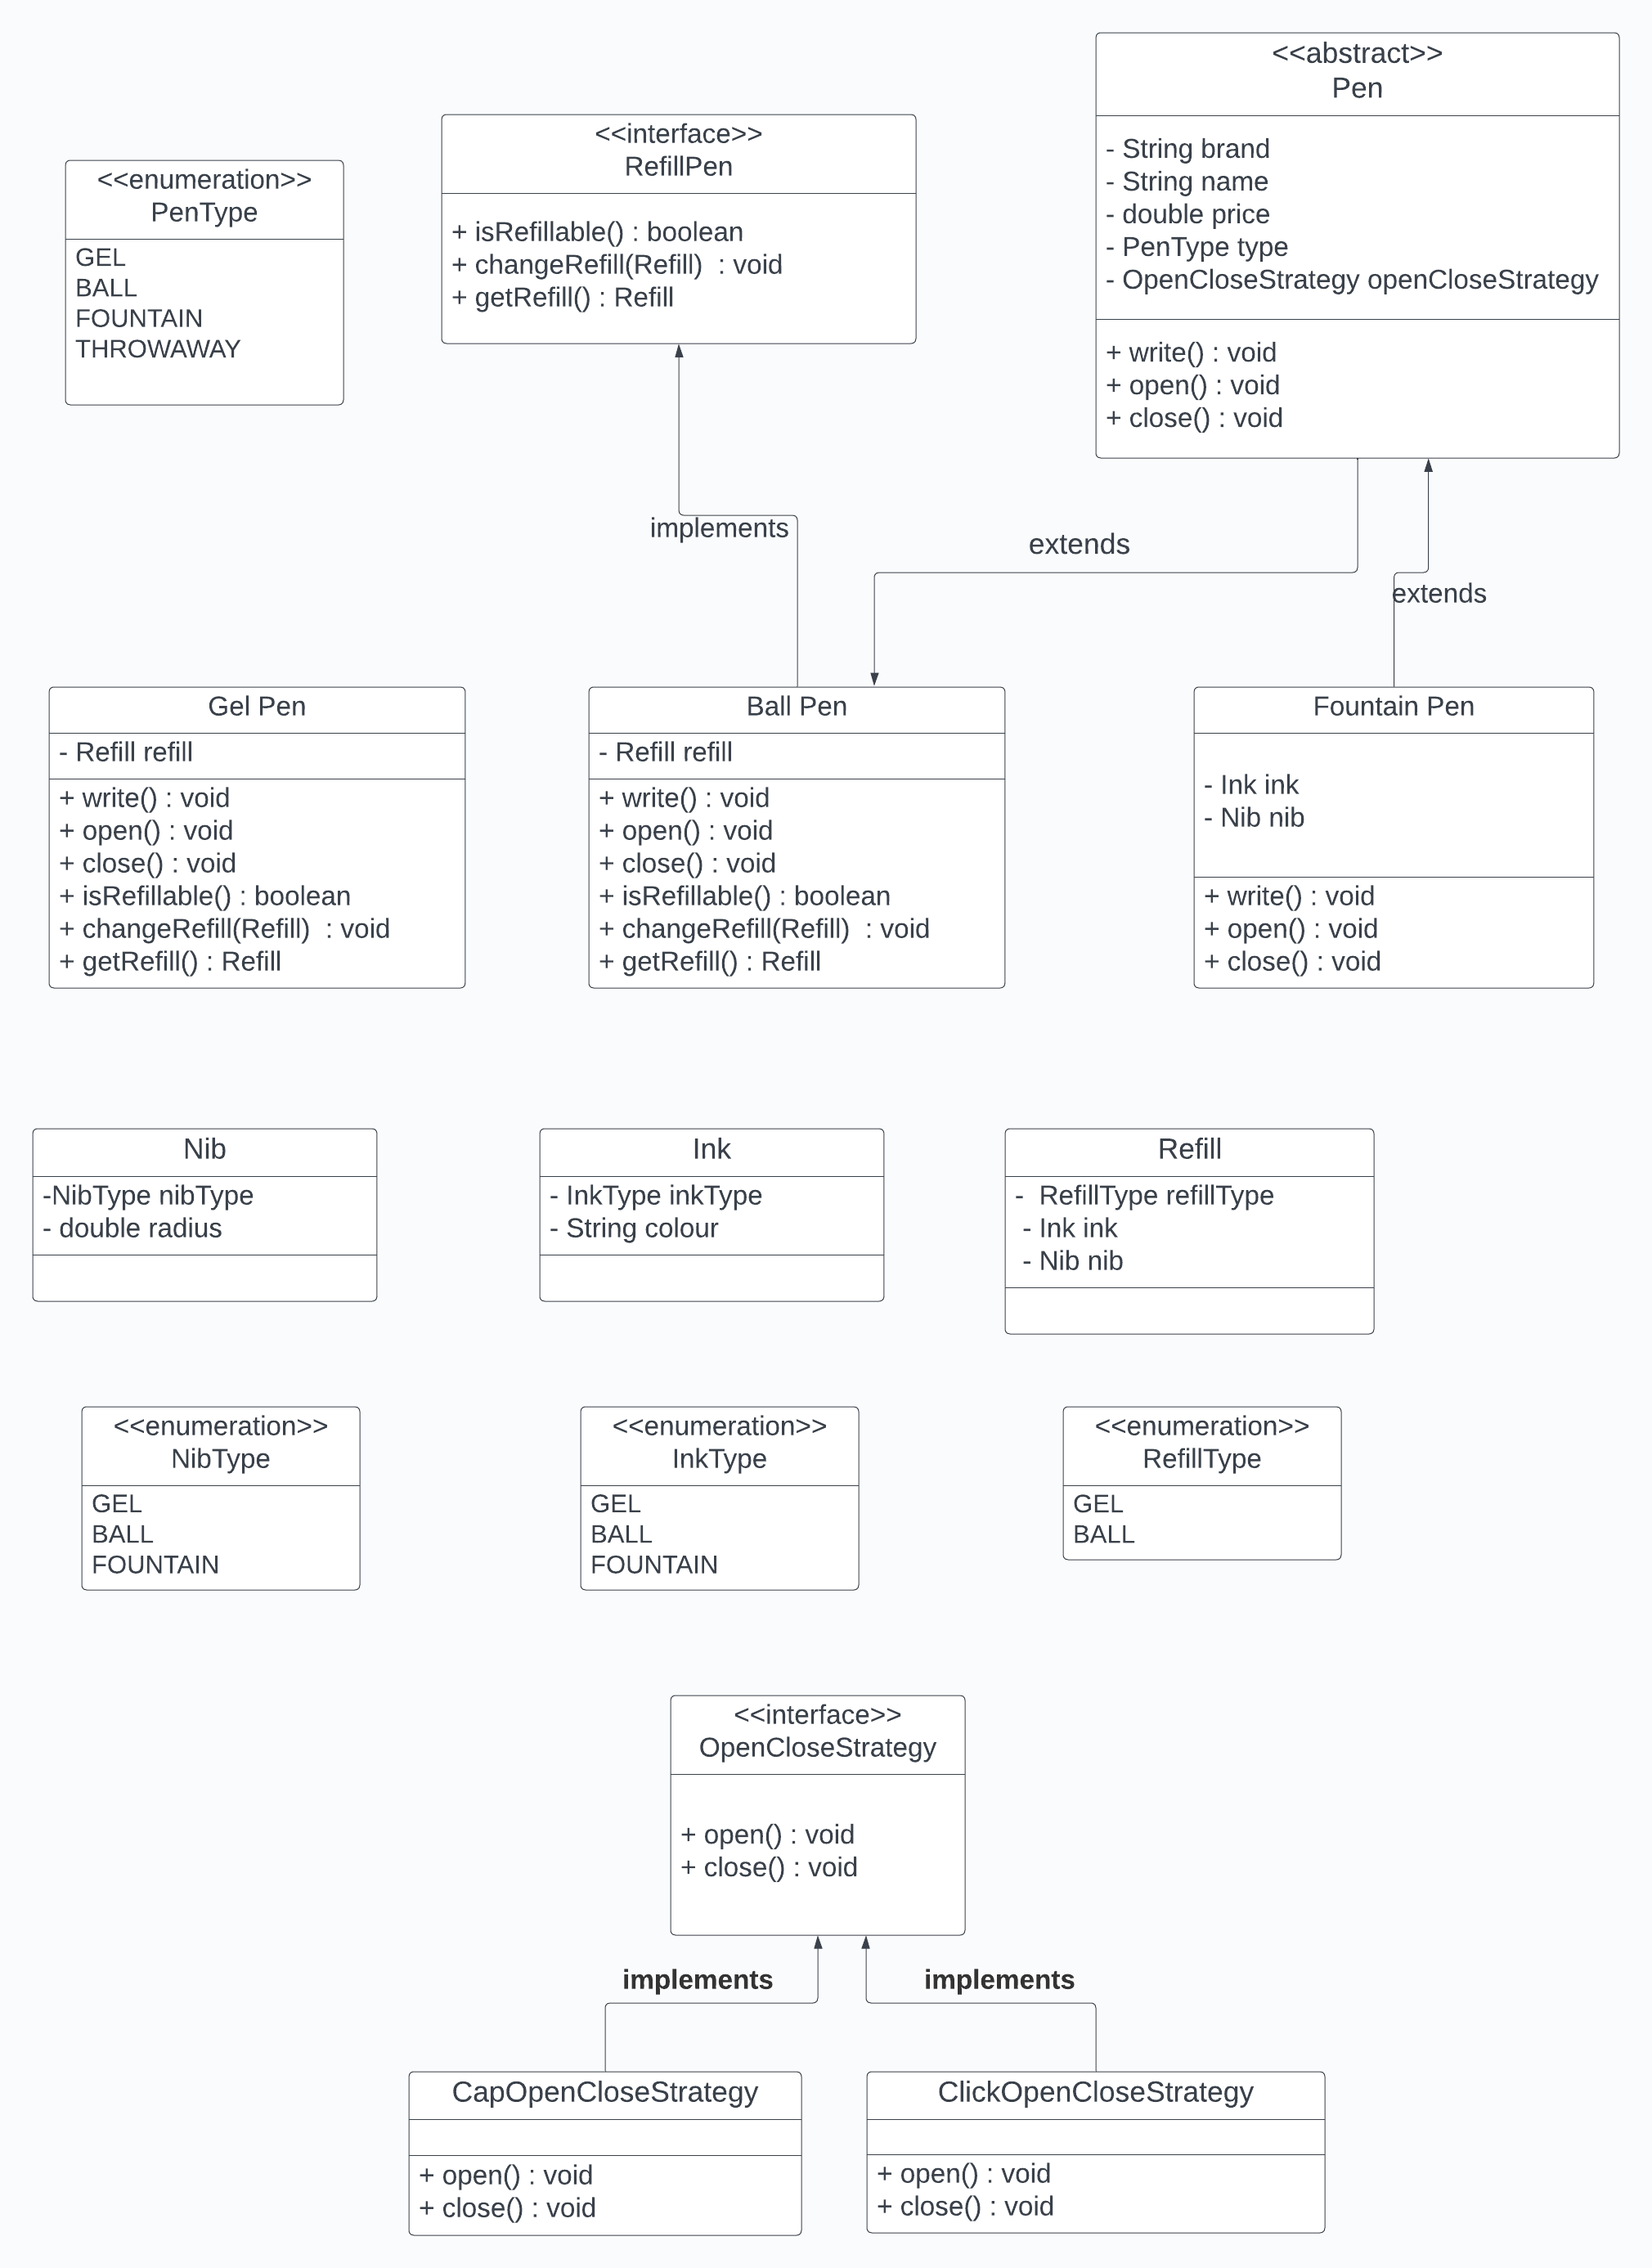 <<abstract>>
Pen
- String brand
- String name
- double price
- PenType type
- OpenCloseStrategy openCloseStrategy
+ write() : void
+ open() : void
+ close() : void
<<interface>>
RefillPen
+ isRefillable() : boolean
+ changeRefill(Refill)  : void
+ getRefill() : Refill
<<enumeration>>
PenType
GEL
BALL
FOUNTAIN
THROWAWAY
implements
extends
extends
Gel Pen
- Refill refill
+ write() : void
+ open() : void
+ close() : void
+ isRefillable() : boolean
+ changeRefill(Refill)  : void
+ getRefill() : Refill
Ball Pen
- Refill refill
+ write() : void
+ open() : void
+ close() : void
+ isRefillable() : boolean
+ changeRefill(Refill)  : void
+ getRefill() : Refill
Fountain Pen
- Ink ink
- Nib nib
+ write() : void
+ open() : void
+ close() : void
Nib
-NibType nibType
- double radius
Ink
- InkType inkType
- String colour
Refill
-  RefillType refillType
- Ink ink
- Nib nib
<<enumeration>>
NibType
GEL
BALL
FOUNTAIN
<<enumeration>>
InkType
GEL
BALL
FOUNTAIN
<<enumeration>>
RefillType
GEL
BALL
<<interface>>
OpenCloseStrategy
+ open() : void
+ close() : void
implements
implements
CapOpenCloseStrategy
+ open() : void
+ close() : void
ClickOpenCloseStrategy
+ open() : void
+ close() : void